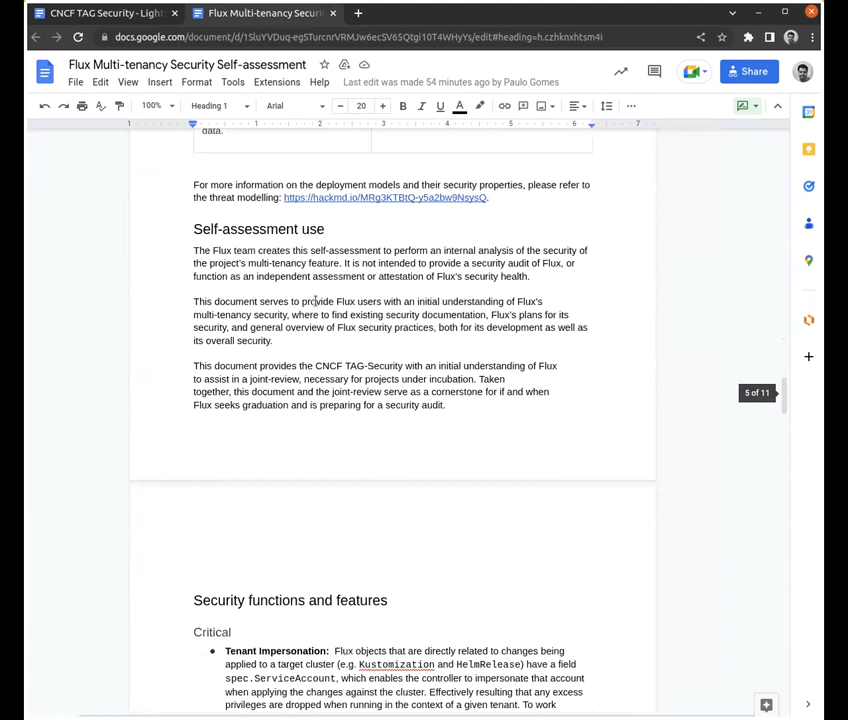 CNCF TAG Security - Light
Flux Multi-tenancy Securi
docs.google.com/document/d/1SluYVDuq-egSTurcnrVRMJw6ecSV65Qtgi10T4WHyYs/edit#heading=h.czhknxhtsm4i
Flux Multi-tenancy Security Self-assessment
File Edit View Insert Format Tools Extensions Help Last edit was made 54 minutes ago by Paulo Gomes
Share
100% Heading 1 Arial 20 B I U A
1 1 2 3 4 5 6 7
data.
For more information on the deployment models and their security properties, please refer to
the threat modelling: https://hackmd.io/MRg3KTBtQ-y5a2bw9NsysQ.
Self-assessment use
The Flux team creates this self-assessment to perform an internal analysis of the security of
the project's multi-tenancy feature. It is not intended to provide a security audit of Flux, or
function as an independent assessment or attestation of Flux's security health.
This document serves to provide Flux users with an initial understanding of Flux's
multi-tenancy security, where to find existing security documentation, Flux's plans for its
security, and general overview of Flux security practices, both for its development as well as
its overall security.
This document provides the CNCF TAG-Security with an initial understanding of Flux
to assist in a joint-review, necessary for projects under incubation. Taken
together, this document and the joint-review serve as a cornerstone for if and when
Flux seeks graduation and is preparing for a security audit.
5 of 11
Security functions and features
Critical
● Tenant Impersonation: Flux objects that are directly related to changes being
applied to a target cluster (e.g. Kustomization and HelmRelease) have a field
spec.ServiceAccount, which enables the controller to impersonate that account
when applying the changes against the cluster. Effectively resulting that any excess
privileges are dropped when running in the context of a given tenant. To work